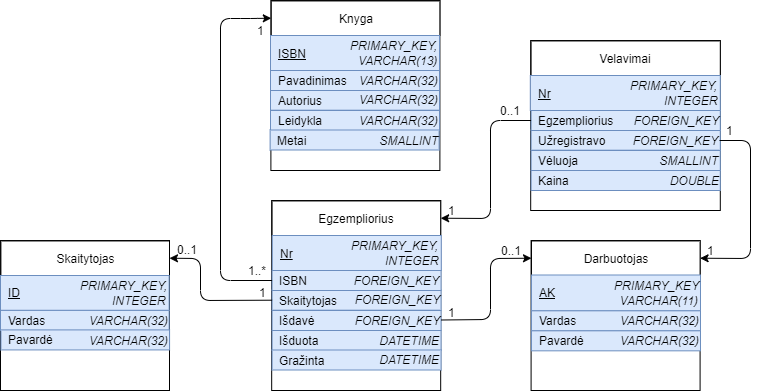 Knyga
1
ISBN PRIMARY_KEY,
VARCHAR(13)
Pavadinimas VARCHAR(32)
Autorius VARCHAR(32)
Leidykla VARCHAR(32)
Metai SMALLINT
Velavimai
Nr PRIMARY_KEY,
INTEGER
0..1
Egzempliorius FOREIGN_KEY
Užregistravo FOREIGN_KEY
1
Vėluoja SMALLINT
Kaina DOUBLE
Egzempliorius
1
Nr PRIMARY_KEY,
INTEGER
1..*
ISBN FOREIGN_KEY
1
Skaitytojas FOREIGN_KEY
Išdavė FOREIGN_KEY
1
Išduota DATETIME
Gražinta DATETIME
Skaitytojas
0..1
ID PRIMARY_KEY,
INTEGER
Vardas VARCHAR(32)
Pavardė VARCHAR(32)
0..1
Darbuotojas
1
AK PRIMARY_KEY
VARCHAR(11)
Vardas VARCHAR(32)
Pavardė VARCHAR(32)